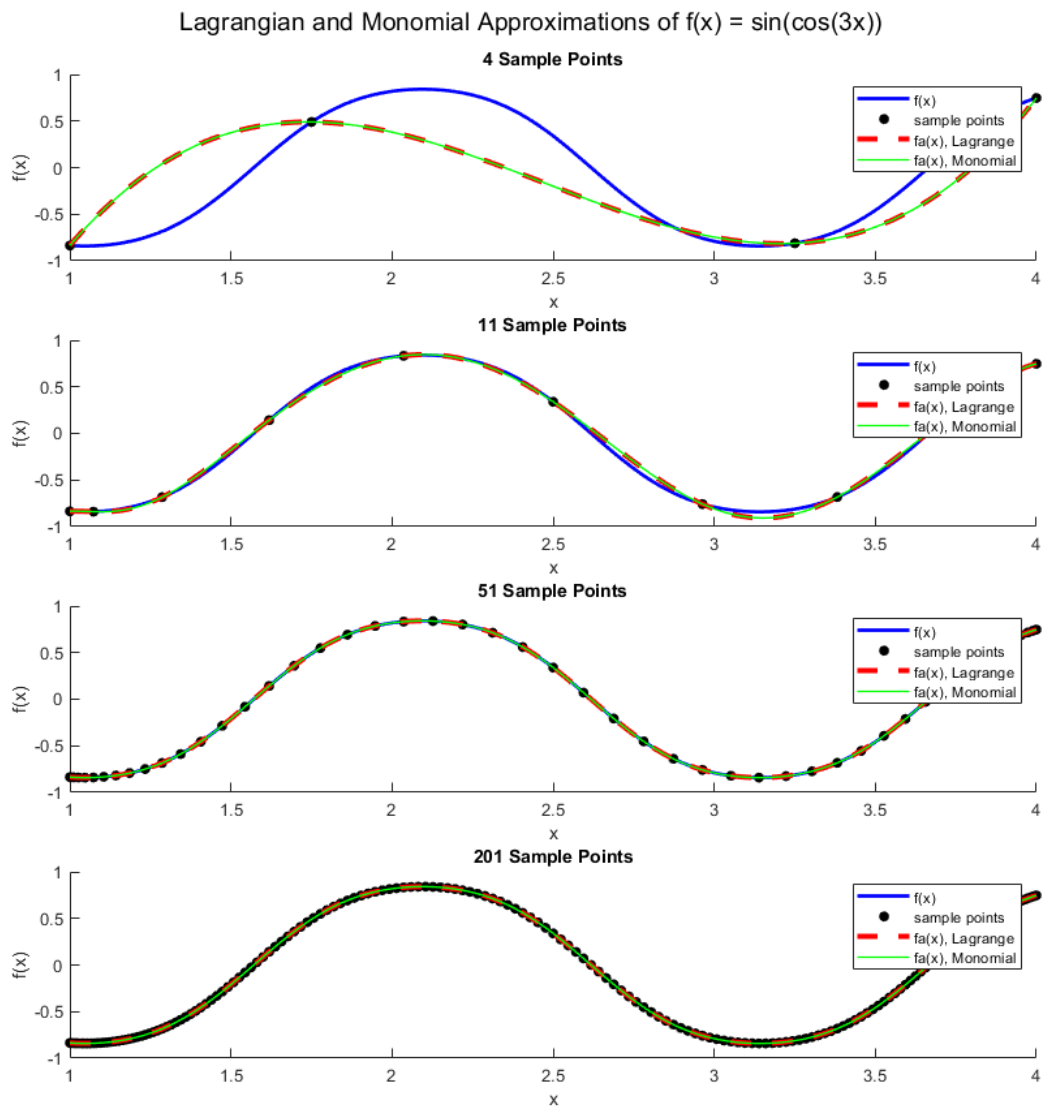 Lagrangian and Monomial Approximations of f(x) = sin(cos(3x))
4 Sample Points
1
0.5
0
-0.5
-1
f(x)
f(x)
sample points
fa(x), Lagrange
fa(x), Monomial
1 1.5 2 2.5 3 3.5 4
x
11 Sample Points
1
0.5
0
-0.5
-1
f(x)
f(x)
sample points
fa(x), Lagrange
fa(x), Monomial
1 1.5 2 2.5 3 3.5 4
x
51 Sample Points
1
0.5
0
-0.5
-1
f(x)
f(x)
sample points
fa(x), Lagrange
fa(x), Monomial
1 1.5 2 2.5 3 3.5 4
x
201 Sample Points
1
0.5
0
-0.5
-1
f(x)
f(x)
sample points
fa(x), Lagrange
fa(x), Monomial
1 1.5 2 2.5 3 3.5 4
x